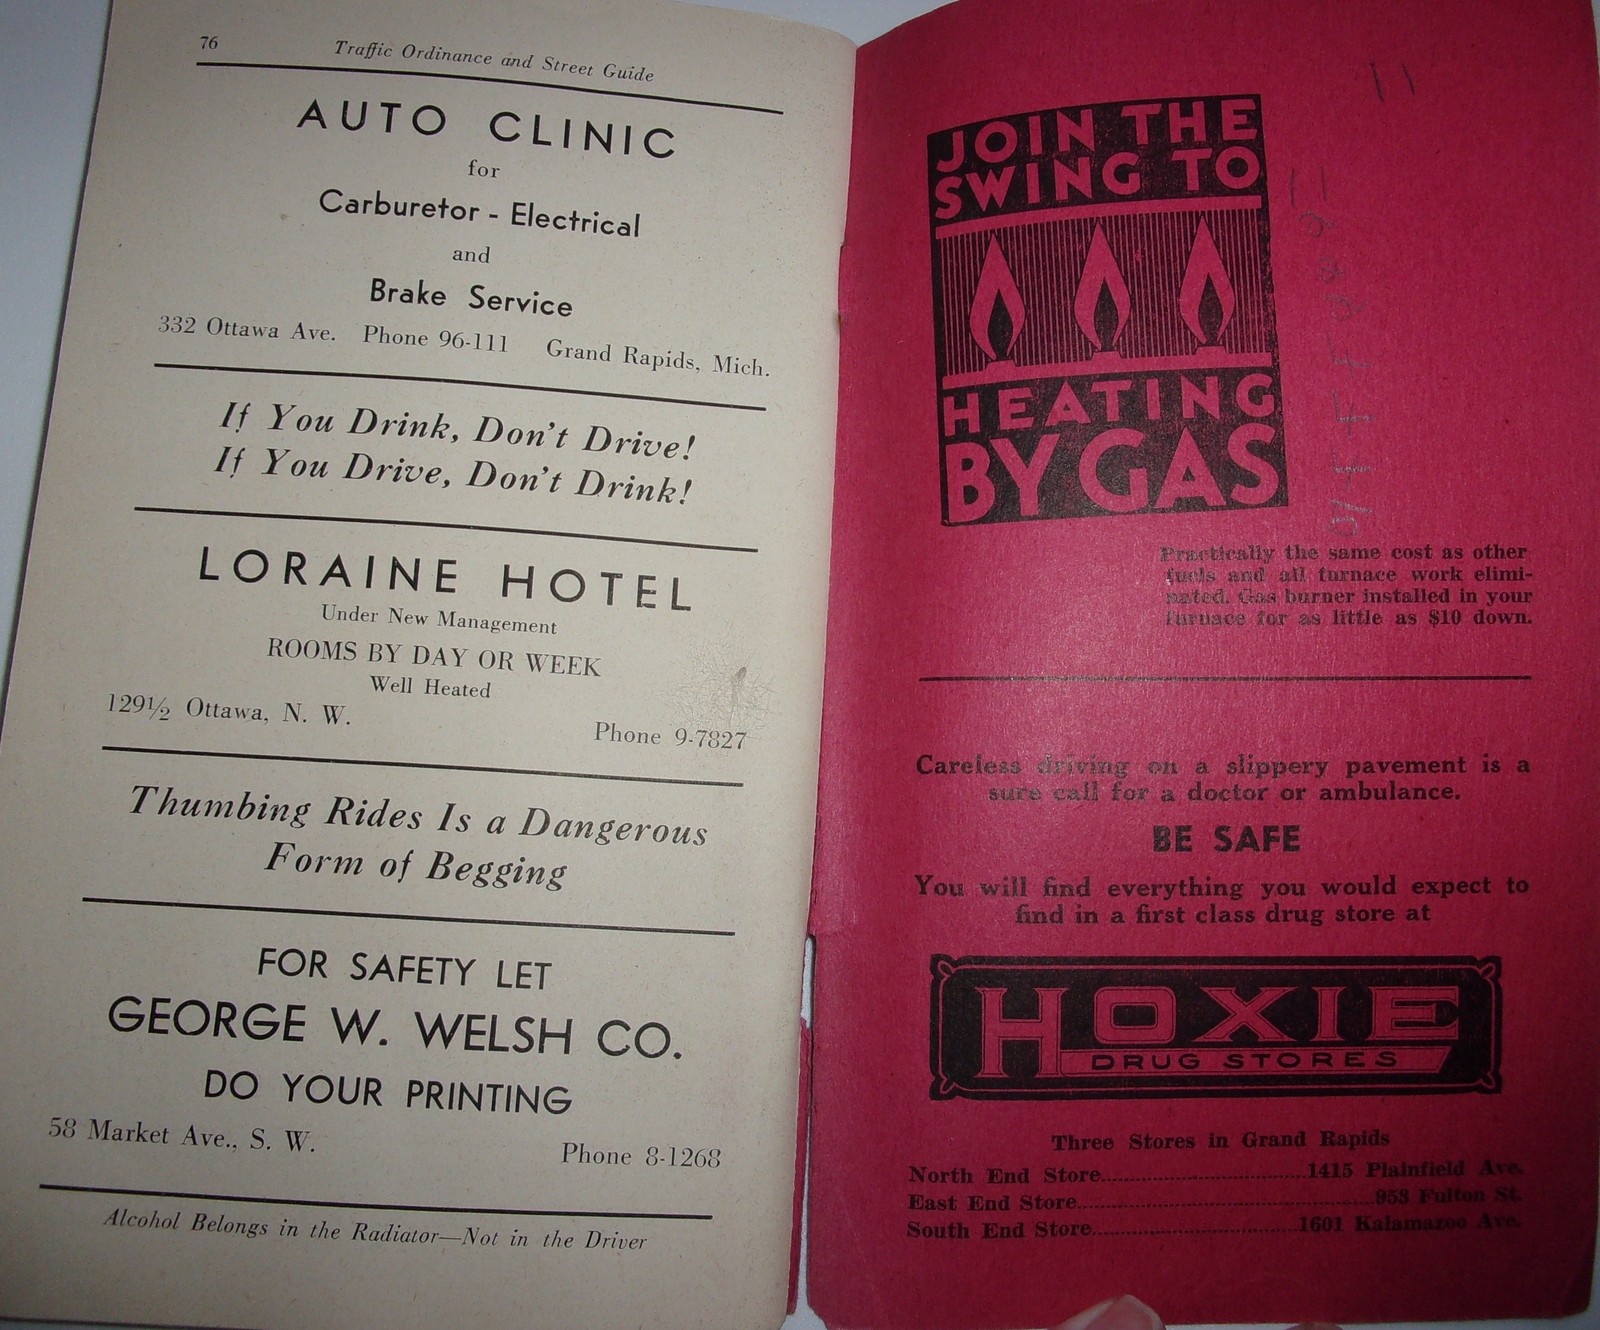 76
Traffic Ordinance and Street Guide
AUTO CLINIC
for
Carburetor - Electrical
and
Brake Service
332 Ottawa Ave. Phone 96-111 Grand Rapids, Mich.
If You Drink, Don't Drive!
If You Drive, Don't Drink!
LORAINE HOTEL
Under New Management
ROOMS BY DAY OR WEEK
Well Heated
129½ Ottawa, N. W.
Phone 9-7827
Thumbing Rides Is a Dangerous
Form of Begging
FOR SAFETY LET
GEORGE W. WELSH CO.
DO YOUR PRINTING
58 Market Ave., S. W.
Phone 8-1268
Alcohol Belongs in the Radiator—Not in the Driver
JOIN THE
SWING TO
HEATING
BY GAS
Practically the same cost as other
fuels and all furnace work elimi-
nated. Gas burner installed in your
furnace for as little as $10 down.
Careless driving on a slippery pavement is a
sure call for a doctor or ambulance.
BE SAFE
You will find everything you would expect to
find in a first class drug store at
HOXIE
DRUG STORES
Three Stores in Grand Rapids
North End Store..............................1415 Plainfield Ave.
East End Store..........................................953 Fulton St.
South End Store.............................1601 Kalamazoo Ave.